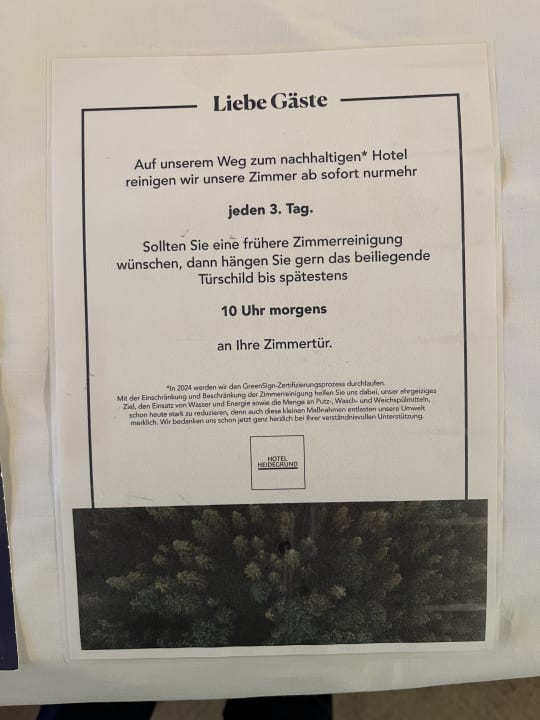 Liebe Gäste
Auf unserem Weg zum nachhaltigen* Hotel
reinigen wir unsere Zimmer ab sofort nurmehr
jeden 3. Tag.
Sollten Sie eine frühere Zimmerreinigung
wünschen, dann hängen Sie gern das beiliegende
Türschild bis spätestens
10 Uhr morgens
an Ihre Zimmertür.
*In 2024 werden wir den GreenSign-Zertifizierungsprozess durchlaufen.
Mit der Einschränkung und Beschränkung der Zimmerreinigung helfen Sie uns dabei, unser ehrgeiziges
Ziel, den Einsatz von Wasser und Energie sowie die Menge an Putz-, Wasch- und Weichspülmitteln,
schon heute stark zu reduzieren, denn auch diese kleinen Maßnahmen entlasten unsere Umwelt
merklich. Wir bedanken uns schon jetzt ganz herzlich bei Ihrer verständnisvollen Unterstützung.
HOTEL
HEIDEGRUND